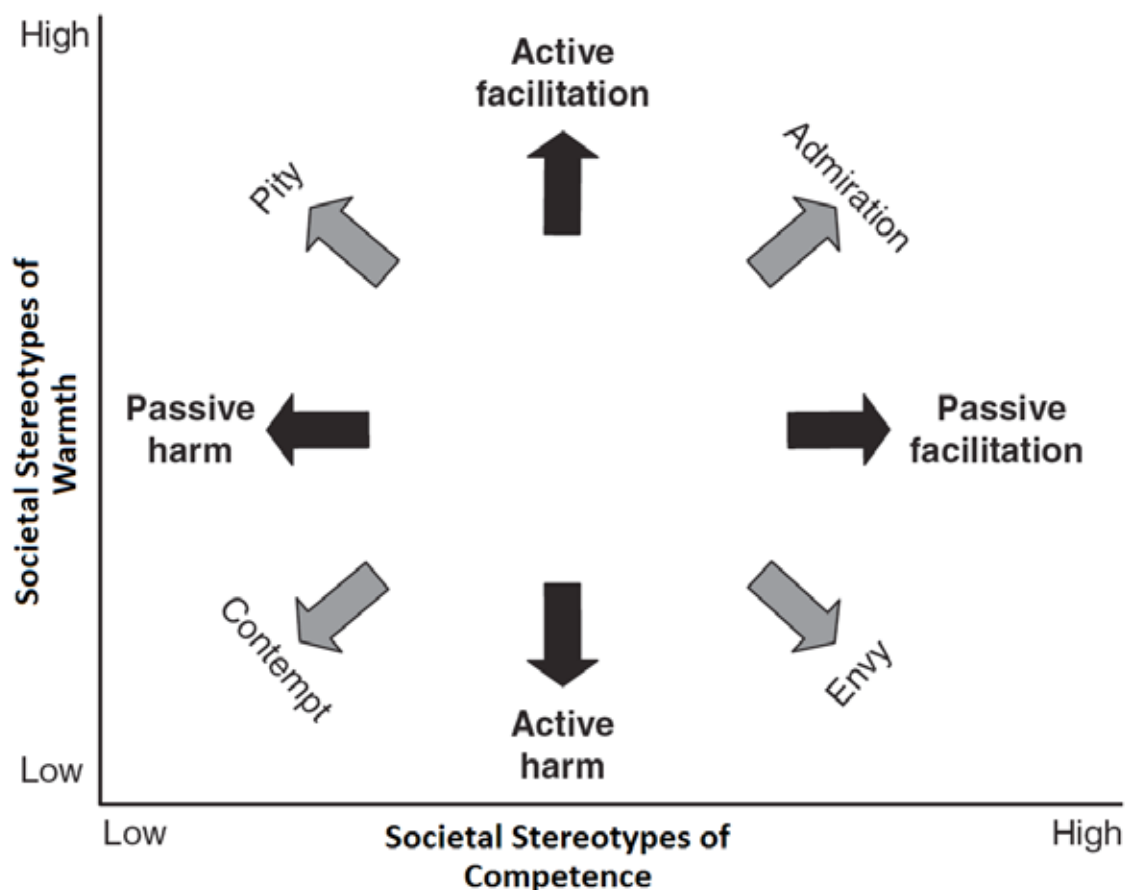 High
Active
facilitation
Pity
Admiration
Societal Stereotypes of
Warmth
Passive
harm
Passive
facilitation
Contempt
Envy
Active
harm
Low
Low
High
Societal Stereotypes of
Competence